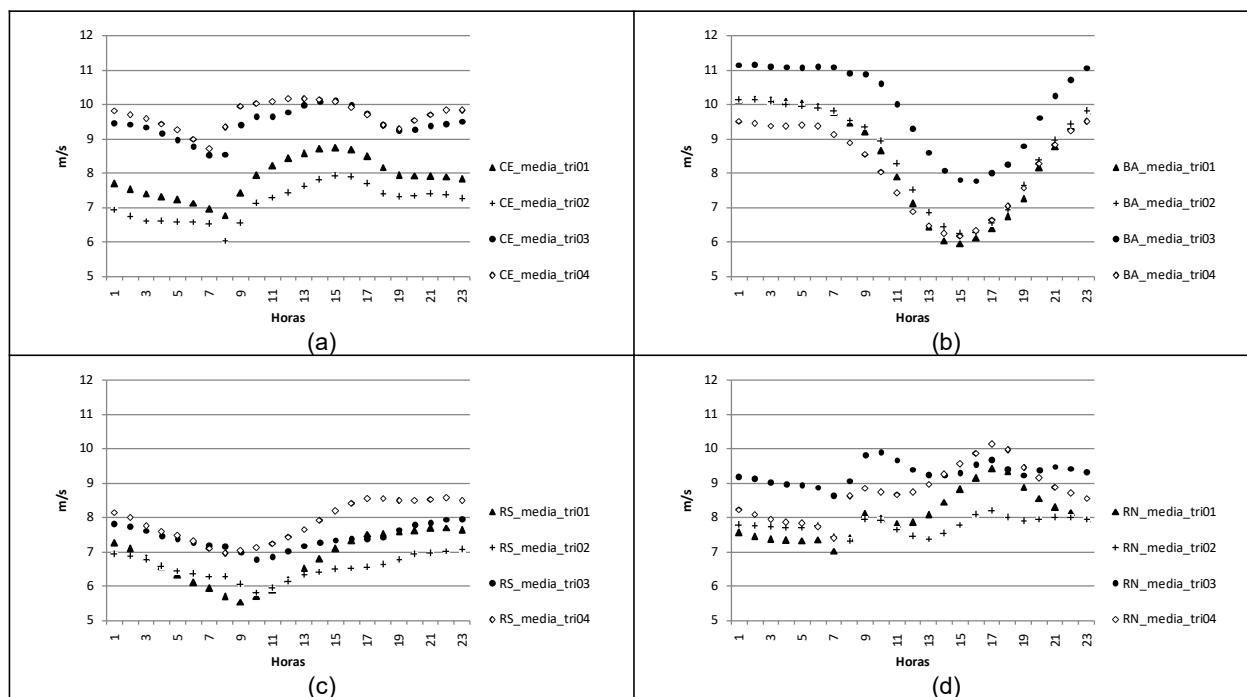 12
11
10
9
8
7
6
5
m/s
1 3 5 7 9 11 13 15 17 19 21 23
Horas
CE_media_tri01
CE_media_tri02
CE_media_tri03
CE_media_tri04
(a)
12
11
10
9
8
7
6
5
m/s
1 3 5 7 9 11 13 15 17 19 21 23
Horas
BA_media_tri01
BA_media_tri02
BA_media_tri03
BA_media_tri04
(b)
12
11
10
9
8
7
6
5
m/s
1 3 5 7 9 11 13 15 17 19 21 23
Horas
RS_media_tri01
RS_media_tri02
RS_media_tri03
RS_media_tri04
(c)
12
11
10
9
8
7
6
5
m/s
1 3 5 7 9 11 13 15 17 19 21 23
Horas
RN_media_tri01
RN_media_tri02
RN_media_tri03
RN_media_tri04
(d)